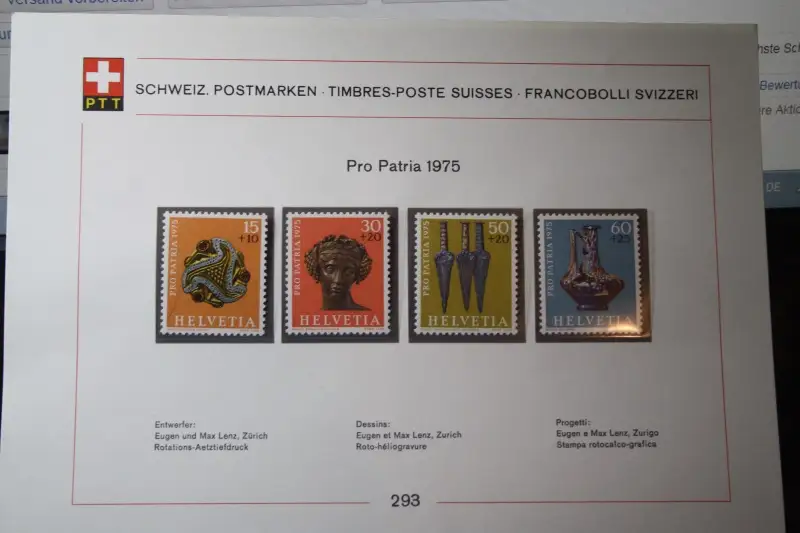 Versand vorbereiten
DE
PTT
SCHWEIZ. POSTMARKEN · TIMBRES-POSTE SUISSES · FRANCOBOLLI SVIZZERI
Pro Patria 1975
PRO PATRIA 1975
15
+10
HELVETIA
PRO PATRIA 1975
30
+20
HELVETIA
PRO PATRIA 1975
50
+20
HELVETIA
PRO PATRIA 1975
60
+25
HELVETIA
Entwerfer:
Eugen und Max Lenz, Zürich
Rotations-Aetztiefdruck
Dessins:
Eugen et Max Lenz, Zurich
Roto-héliogravure
Progetti:
Eugen e Max Lenz, Zurigo
Stampa rotocalco-grafica
293